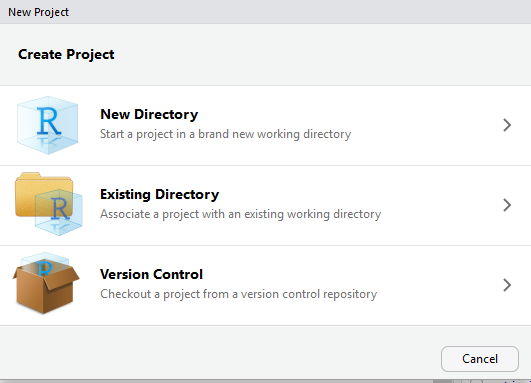 New Project
Create Project
R
New Directory
Start a project in a brand new working directory
R
Existing Directory
Associate a project with an existing working directory
R
Version Control
Checkout a project from a version control repository
Cancel